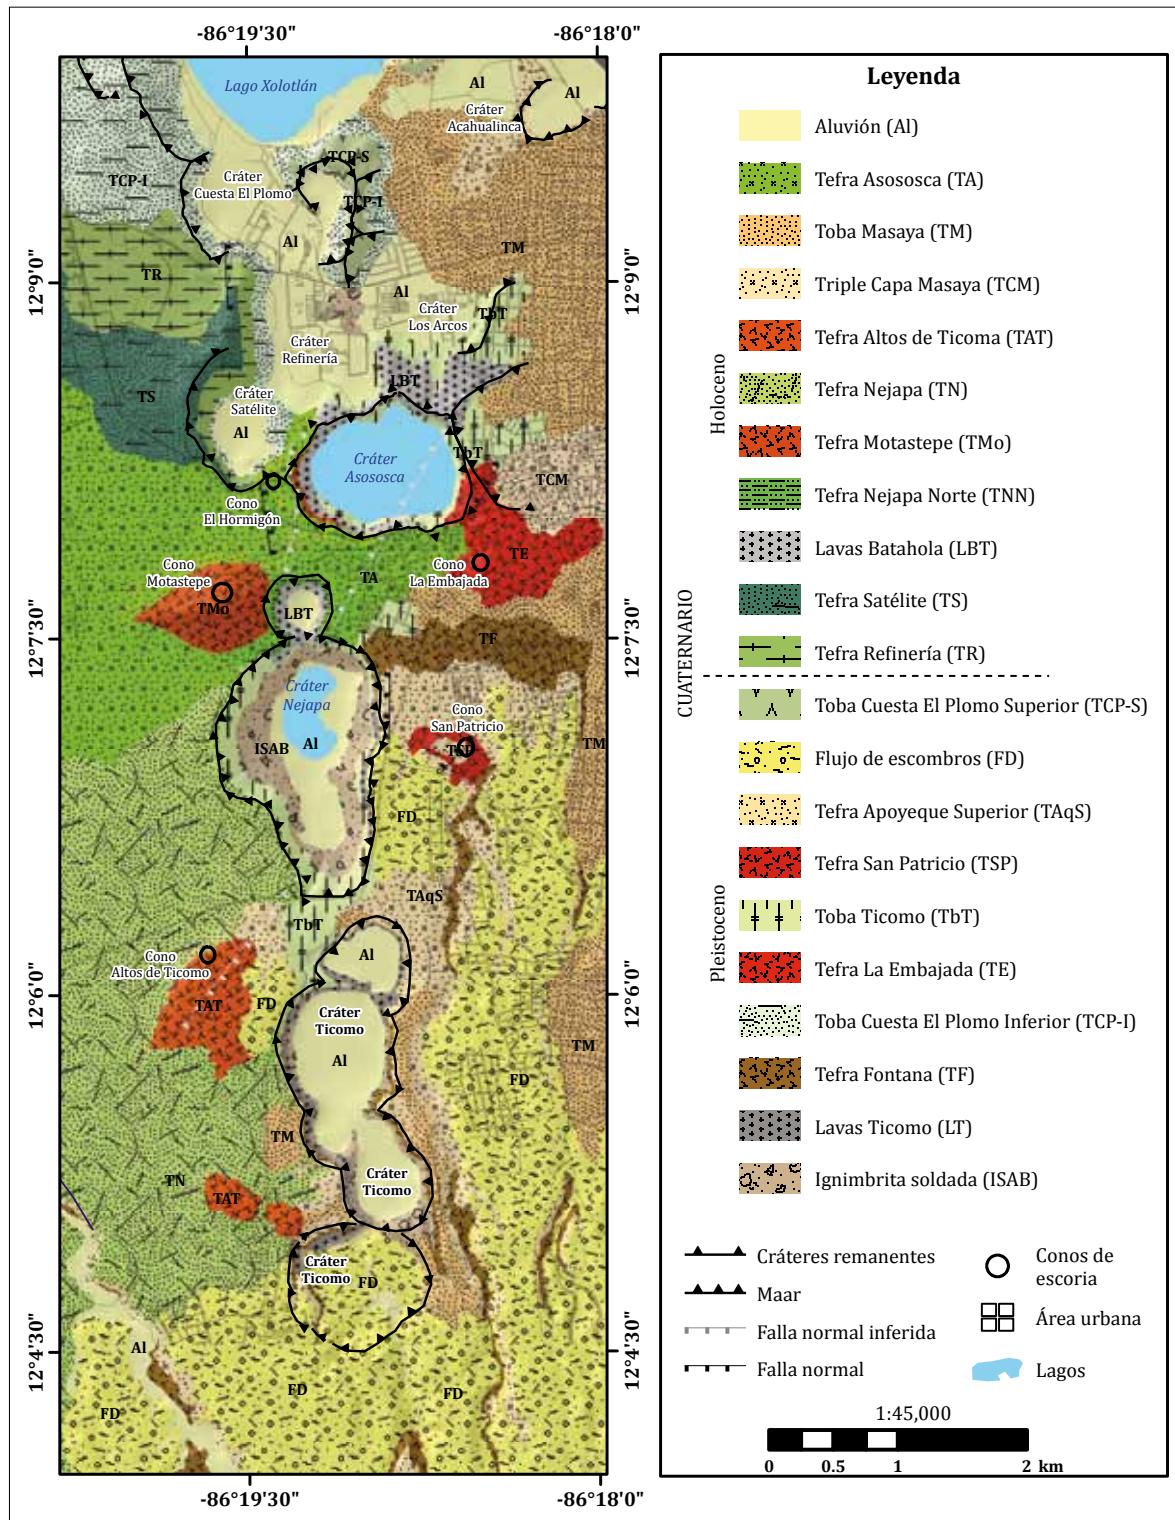 -86°19'30"
-86°18'0"
Lago Xolotlán
Al
Al
Cráter
Acahualinca
TCP-S
TCP-I
Cráter
Cuesta El Plomo
TCP-I
Al
TM
TR
12°9'0"
12°9'0"
Al
Cráter
Los Arcos
TbT
Cráter
Refinería
LBT
TS
Cráter
Satélite
Al
Cráter
Asososca
TbT
TCM
Cono
El Hormigón
TE
Cono
Motastepe
TA
Cono
La Embajada
TMo
LBT
12°7'30"
12°7'30"
TF
Cráter
Nejapa
Cono
San Patricio
ISAB
Al
TSP
TM
FD
TAqS
TbT
Cono
Altos de Ticomo
Al
TAT
FD
12°6'0"
12°6'0"
Cráter
Ticomo
Al
TM
FD
TM
TN
TAT
Cráter
Ticomo
Cráter
Ticomo
FD
12°4'30"
12°4'30"
Al
FD
FD
FD
-86°19'30"
-86°18'0"
Leyenda
CUATERNARIO
Holoceno
Pleistoceno
Aluvión (Al)
Tefra Asososca (TA)
Toba Masaya (TM)
Triple Capa Masaya (TCM)
Tefra Altos de Ticoma (TAT)
Tefra Nejapa (TN)
Tefra Motastepe (TMo)
Tefra Nejapa Norte (TNN)
Lavas Batahola (LBT)
Tefra Satélite (TS)
Tefra Refinería (TR)
Toba Cuesta El Plomo Superior (TCP-S)
Flujo de escombros (FD)
Tefra Apoyeque Superior (TAqS)
Tefra San Patricio (TSP)
Toba Ticomo (TbT)
Tefra La Embajada (TE)
Toba Cuesta El Plomo Inferior (TCP-I)
Tefra Fontana (TF)
Lavas Ticomo (LT)
Ignimbrita soldada (ISAB)
Cráteres remanentes
Maar
Falla normal inferida
Falla normal
Conos de
escoria
Área urbana
Lagos
1:45,000
0 0.5 1 2 km